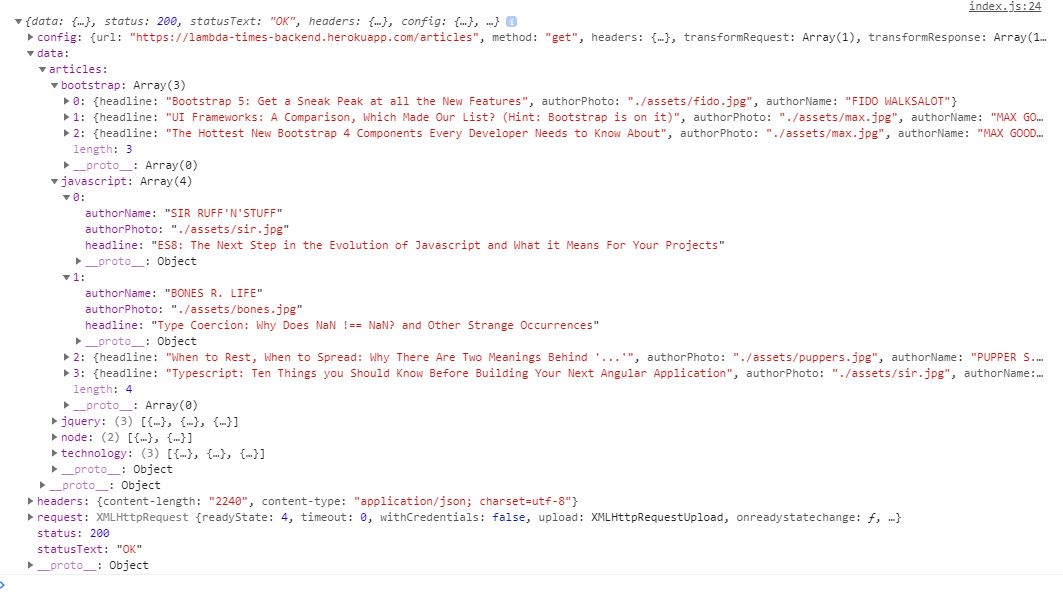 index.js:24
{data: {…}, status: 200, statusText: "OK", headers: {…}, config: {…}, …}
config: {url: "https://lambda-times-backend.herokuapp.com/articles", method: "get", headers: {…}, transformRequest: Array(1), transformResponse: Array(1…
data:
articles:
bootstrap: Array(3)
0: {headline: "Bootstrap 5: Get a Sneak Peak at all the New Features", authorPhoto: "./assets/fido.jpg", authorName: "FIDO WALKSALOT"}
1: {headline: "UI Frameworks: A Comparison, Which Made Our List? (Hint: Bootstrap is on it)", authorPhoto: "./assets/max.jpg", authorName: "MAX GO…
2: {headline: "The Hottest New Bootstrap 4 Components Every Developer Needs to Know About", authorPhoto: "./assets/max.jpg", authorName: "MAX GOOD…
length: 3
__proto__: Array(0)
javascript: Array(4)
0:
authorName: "SIR RUFF'N'STUFF"
authorPhoto: "./assets/sir.jpg"
headline: "ES8: The Next Step in the Evolution of Javascript and What it Means For Your Projects"
__proto__: Object
1:
authorName: "BONES R. LIFE"
authorPhoto: "./assets/bones.jpg"
headline: "Type Coercion: Why Does NaN !== NaN? and Other Strange Occurrences"
__proto__: Object
2: {headline: "When to Rest, When to Spread: Why There Are Two Meanings Behind '...'", authorPhoto: "./assets/puppers.jpg", authorName: "PUPPER S.…
3: {headline: "Typescript: Ten Things you Should Know Before Building Your Next Angular Application", authorPhoto: "./assets/sir.jpg", authorName:…
length: 4
__proto__: Array(0)
jquery: (3) [{…}, {…}, {…}]
node: (2) [{…}, {…}]
technology: (3) [{…}, {…}, {…}]
__proto__: Object
__proto__: Object
headers: {content-length: "2240", content-type: "application/json; charset=utf-8"}
request: XMLHttpRequest {readyState: 4, timeout: 0, withCredentials: false, upload: XMLHttpRequestUpload, onreadystatechange: ƒ, …}
status: 200
statusText: "OK"
__proto__: Object